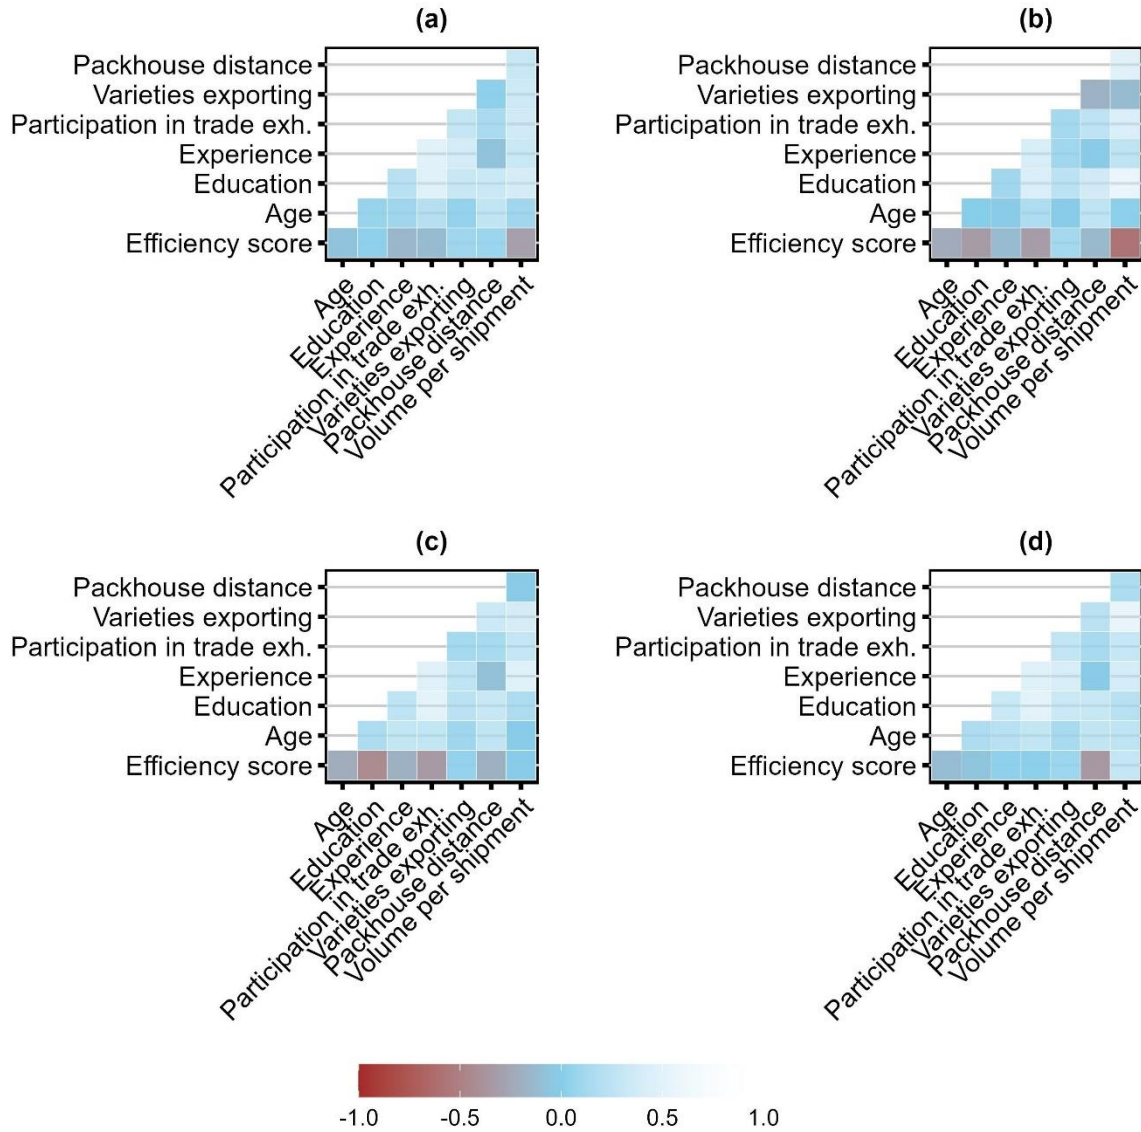 (a)
Packhouse distance
Varieties exporting
Participation in trade exh.
Experience
Education
Age
Efficiency score
Age
Education
Experience
Participation in trade exh.
Varieties exporting
Packhouse distance
Volume per shipment
(b)
Packhouse distance
Varieties exporting
Participation in trade exh.
Experience
Education
Age
Efficiency score
Age
Education
Experience
Participation in trade exh.
Varieties exporting
Packhouse distance
Volume per shipment
(c)
Packhouse distance
Varieties exporting
Participation in trade exh.
Experience
Education
Age
Efficiency score
Age
Education
Experience
Participation in trade exh.
Varieties exporting
Packhouse distance
Volume per shipment
(d)
Packhouse distance
Varieties exporting
Participation in trade exh.
Experience
Education
Age
Efficiency score
Age
Education
Experience
Participation in trade exh.
Varieties exporting
Packhouse distance
Volume per shipment
-1.0 -0.5 0.0 0.5 1.0